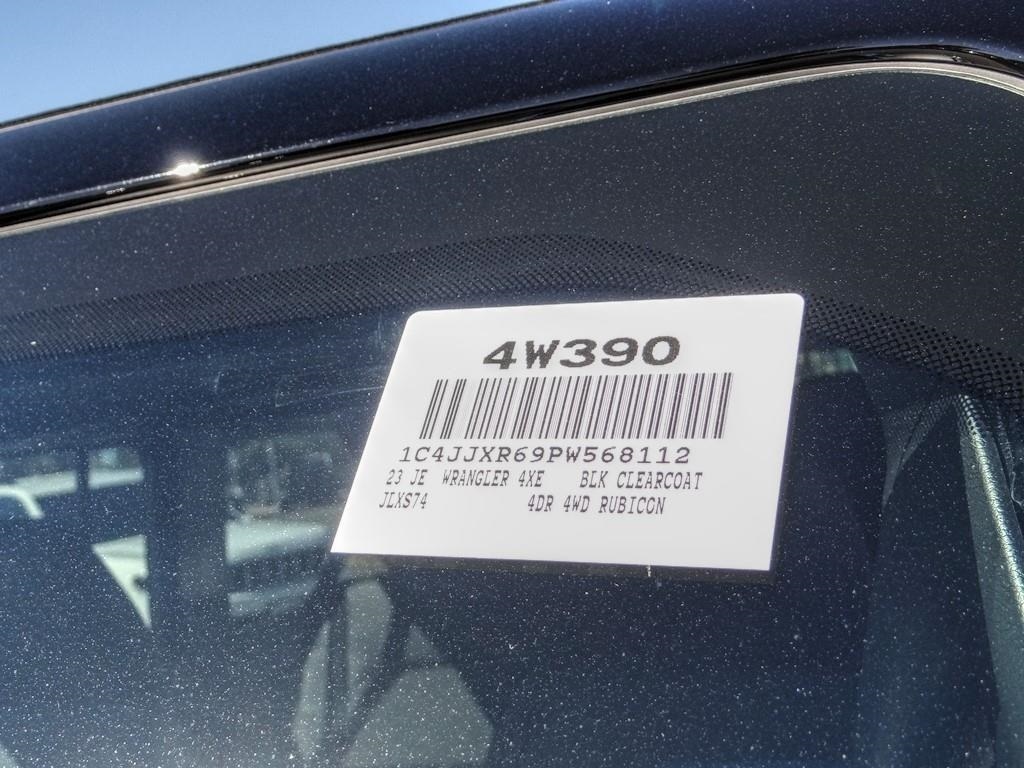 4W390
1C4JJXR69PW568112
23 JE WRANGLER 4XE BLK CLEARCOAT
JLXS74 4DR 4WD RUBICON